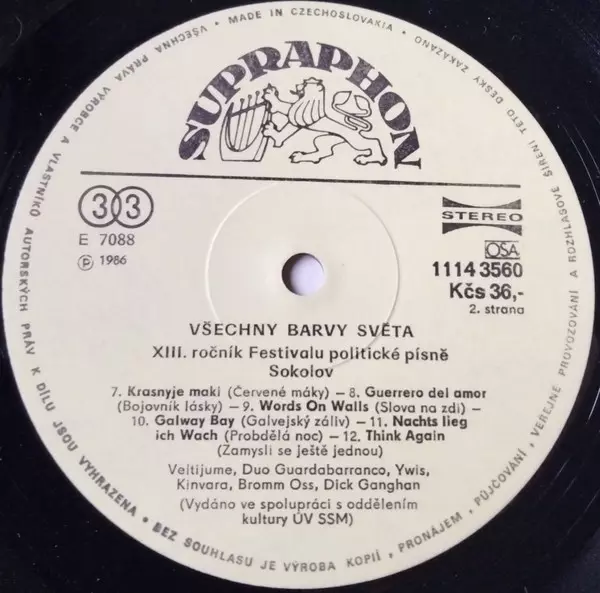 VŠECHNA PRÁVA VÝROBCE A VLASTNÍKŮ AUTORSKÝCH PRÁV K DÍLU JSOU VYHRAZENA • BEZ SOUHLASU JE VÝROBA KOPIÍ, PRONÁJEM, PŮJČOVÁNÍ, VEŘEJNÉ PROVOZOVÁNÍ A ROZHLASOVÉ ŠÍŘENÍ TÉTO DESKY ZAKÁZÁNO
• MADE IN CZECHOSLOVAKIA •
SUPRAPHON
33
E 7088
Ⓟ 1986
STEREO
OSA
1114 3560
Kčs 36,-
2. strana
VŠECHNY BARVY SVĚTA
XIII. ročník Festivalu politické písně
Sokolov
7. Krasnyje maki (Červené máky) – 8. Guerrero del amor
(Bojovník lásky) – 9. Words On Walls (Slova na zdi) –
10. Galway Bay (Galvejský záliv) – 11. Nachts lieg
ich Wach (Probdělá noc) – 12. Think Again
(Zamysli se ještě jednou)
Veltijume, Duo Guardabarranco, Ywis,
Kinvara, Bromm Oss, Dick Ganghan
(Vydáno ve spolupráci s oddělením
kultury ÚV SSM)